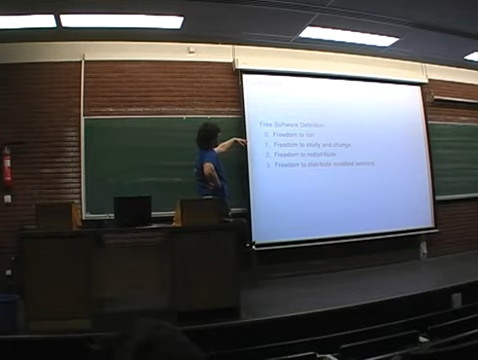 Free Software Definition:
0. Freedom to run
1. Freedom to study and change
2. Freedom to redistribute
3. Freedom to distribute modified versions